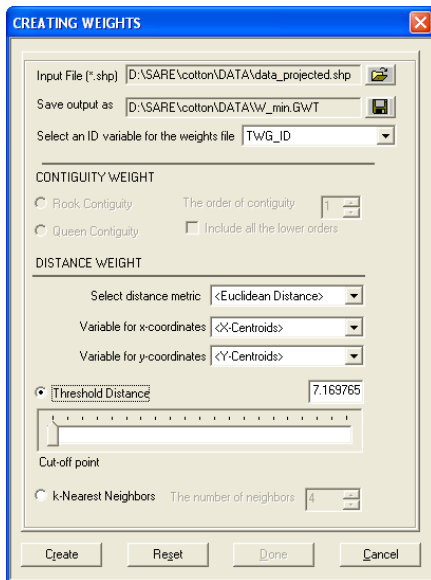 CREATING WEIGHTS
Input File (*.shp) D:\SARE\cotton\DATA\data_projected.shp
Save output as D:\SARE\cotton\DATA\W_min.GWT
Select an ID variable for the weights file TWG_ID
CONTIGUITY WEIGHT
Rook Contiguity The order of contiguity 1
Queen Contiguity Include all the lower orders
DISTANCE WEIGHT
Select distance metric <Euclidean Distance>
Variable for x-coordinates <X-Centroids>
Variable for y-coordinates <Y-Centroids>
Threshold Distance 7.169765
Cut-off point
k-Nearest Neighbors The number of neighbors 4
Create Reset Done Cancel